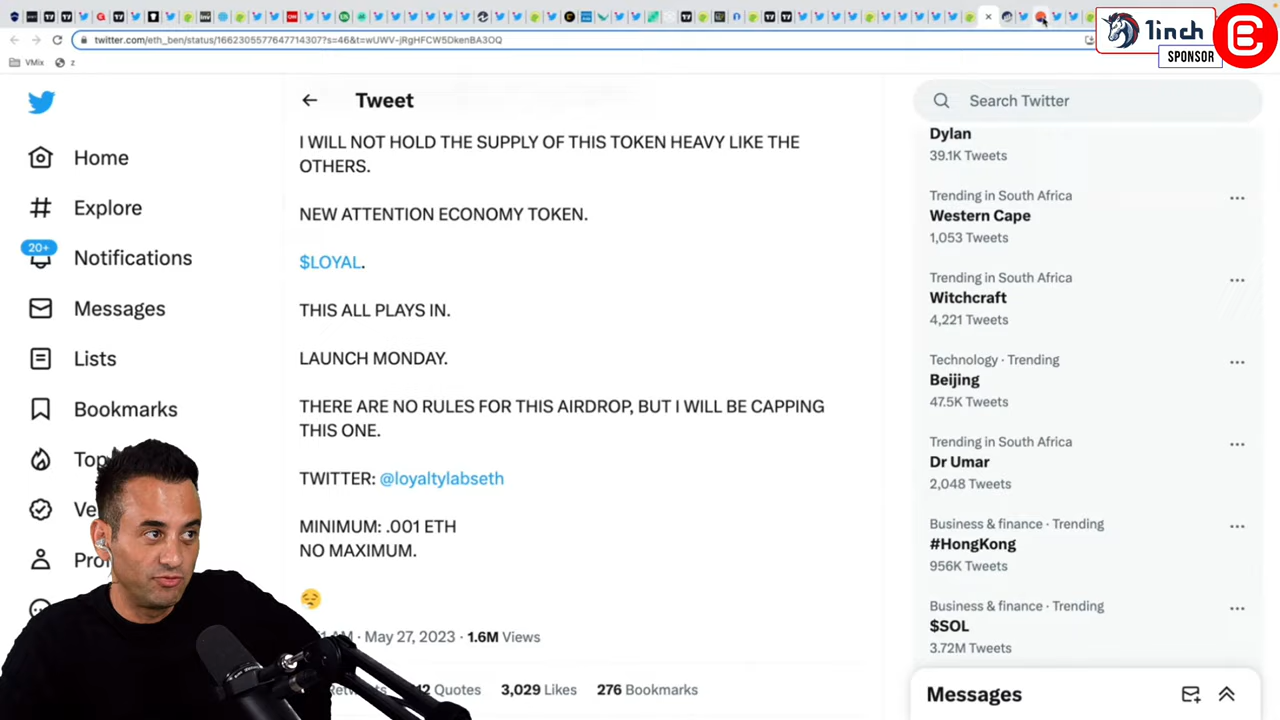 1inch
SPONSOR
twitter.com/eth_ben/status/1662305577647714307?s=46&t=wUWV-jRgHFCW5DkenBA3OQ
VMix
z
Tweet
Search Twitter
Home
Explore
20+
Notifications
Messages
Lists
Bookmarks
Top
Ve
Prof
I WILL NOT HOLD THE SUPPLY OF THIS TOKEN HEAVY LIKE THE
OTHERS.
NEW ATTENTION ECONOMY TOKEN.
$LOYAL.
THIS ALL PLAYS IN.
LAUNCH MONDAY.
THERE ARE NO RULES FOR THIS AIRDROP, BUT I WILL BE CAPPING
THIS ONE.
TWITTER: @loyaltylabseth
MINIMUM: .001 ETH
NO MAXIMUM.
AM · May 27, 2023 · 1.6M Views
Quotes 3,029 Likes 276 Bookmarks
Dylan
39.1K Tweets
Trending in South Africa
Western Cape
1,053 Tweets
Trending in South Africa
Witchcraft
4,221 Tweets
Technology · Trending
Beijing
47.5K Tweets
Trending in South Africa
Dr Umar
2,048 Tweets
Business & finance · Trending
#HongKong
956K Tweets
Business & finance · Trending
$SOL
3.72M Tweets
Messages